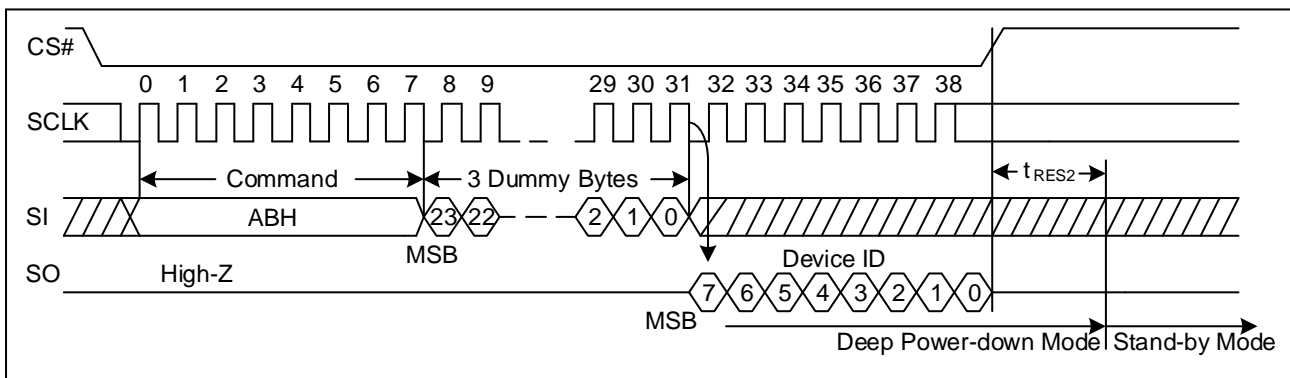 CS#
0 1 2 3 4 5 6 7 8 9 29 30 31 32 33 34 35 36 37 38
SCLK
Command 3 Dummy Bytes tRES2
SI ABH 23 22 2 1 0
MSB
SO High-Z Device ID
7 6 5 4 3 2 1 0
MSB
Deep Power-down Mode Stand-by Mode